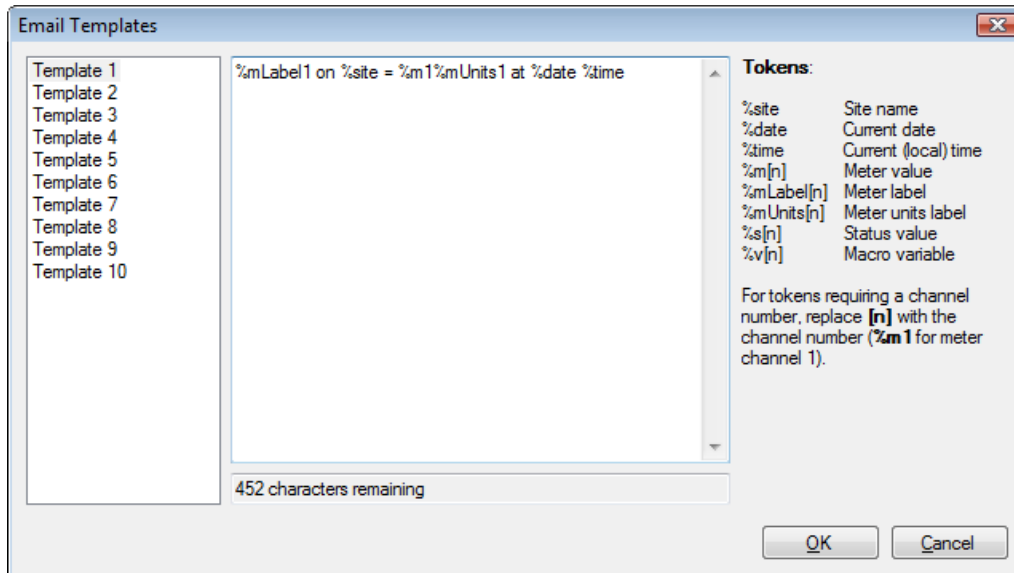 Email Templates
Template 1
Template 2
Template 3
Template 4
Template 5
Template 6
Template 7
Template 8
Template 9
Template 10
%mLabel1 on %site = %m1%mUnits1 at %date %time
452 characters remaining
Tokens:
%site Site name
%date Current date
%time Current (local) time
%m[n] Meter value
%mLabel[n] Meter label
%mUnits[n] Meter units label
%s[n] Status value
%v[n] Macro variable
For tokens requiring a channel
number, replace [n] with the
channel number (%m1 for meter
channel 1).
OK
Cancel